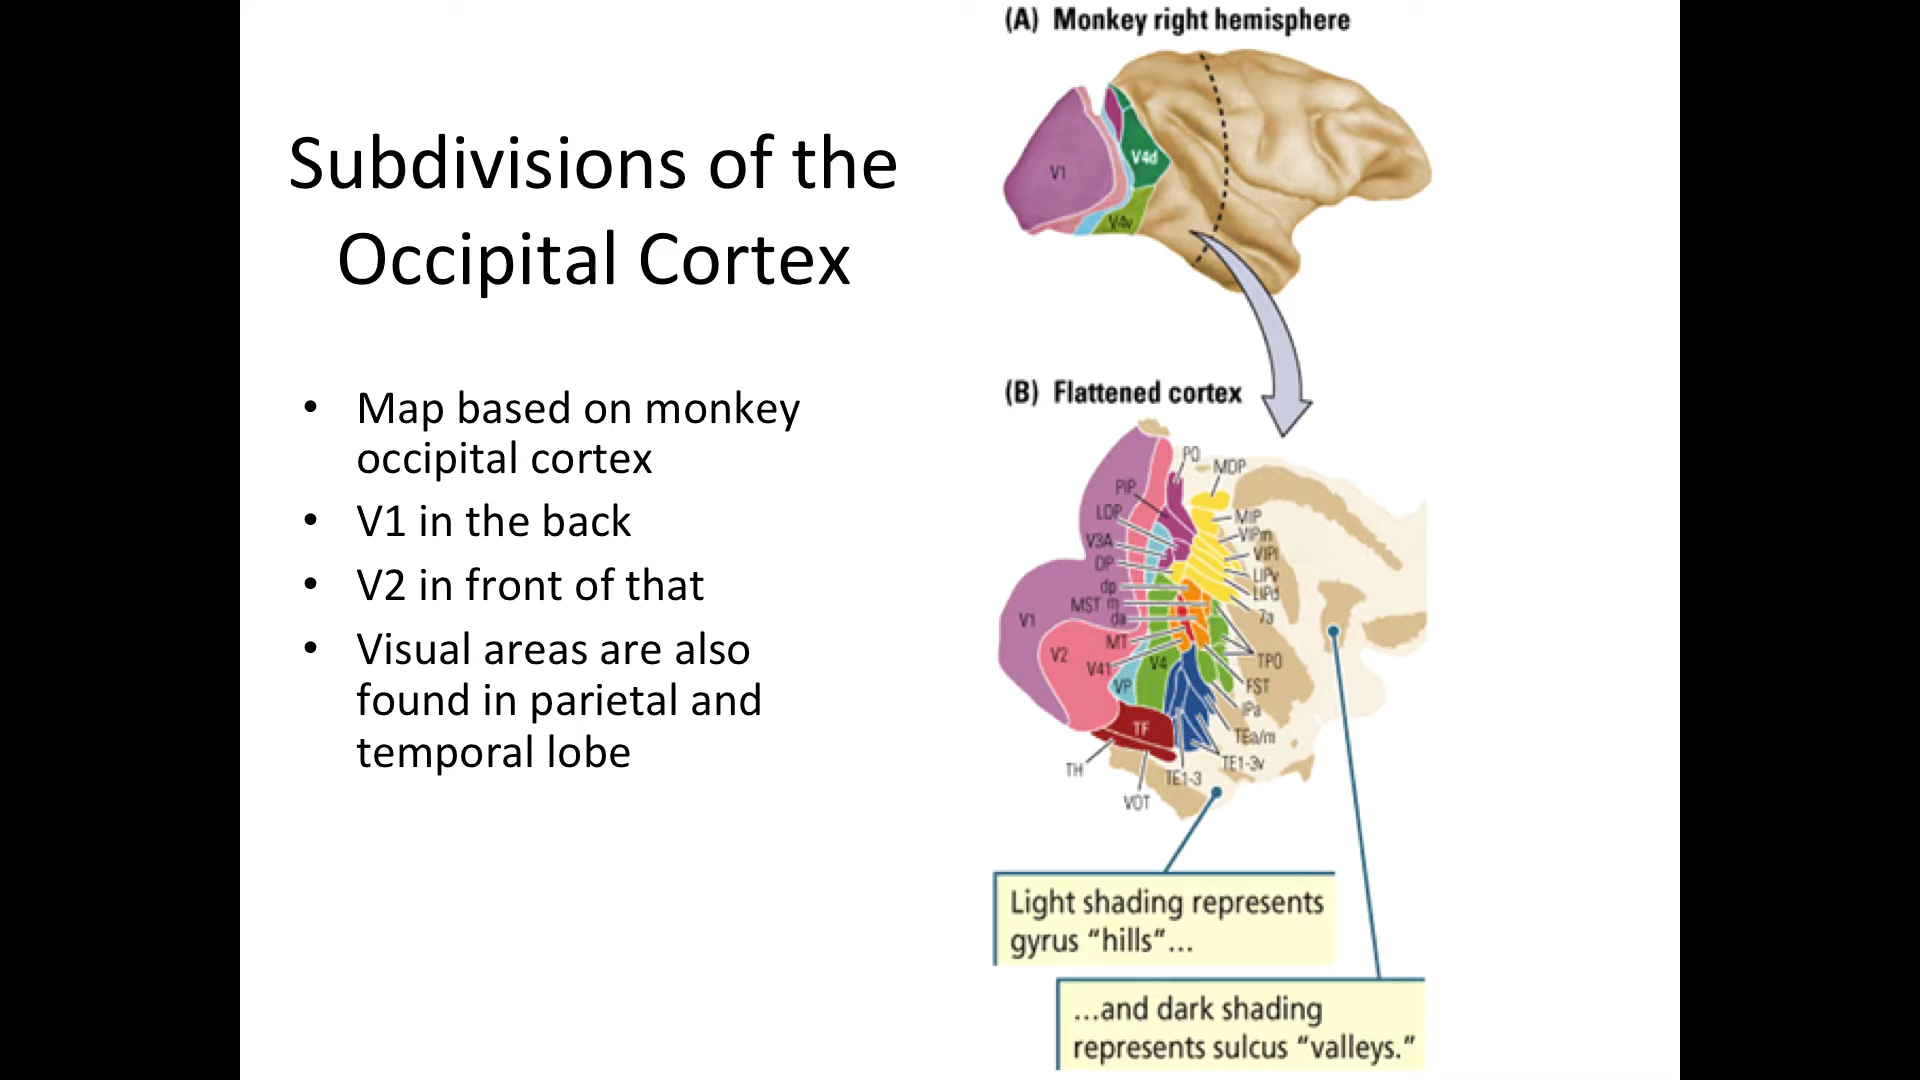 Subdivisions of the
Occipital Cortex
• Map based on monkey
occipital cortex
• V1 in the back
• V2 in front of that
• Visual areas are also
found in parietal and
temporal lobe
(A) Monkey right hemisphere
V1
V4d
V4v
(B) Flattened cortex
PO
MDP
PIP
LOP
MIP
VIPm
V3A
VIPl
DP
LIPv
dp
LIPd
MST m
7a
da
V1
MT
V2
V4
TPO
V41
VP
FST
IPa
TF
TEa/m
TH
TE1-3v
TE1-3
VOT
Light shading represents
gyrus “hills”...
...and dark shading
represents sulcus “valleys.”